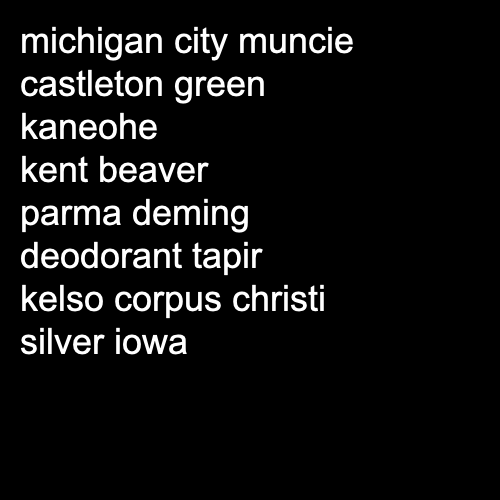 michigan city muncie
castleton green
kaneohe
kent beaver
parma deming
deodorant tapir
kelso corpus christi
silver iowa